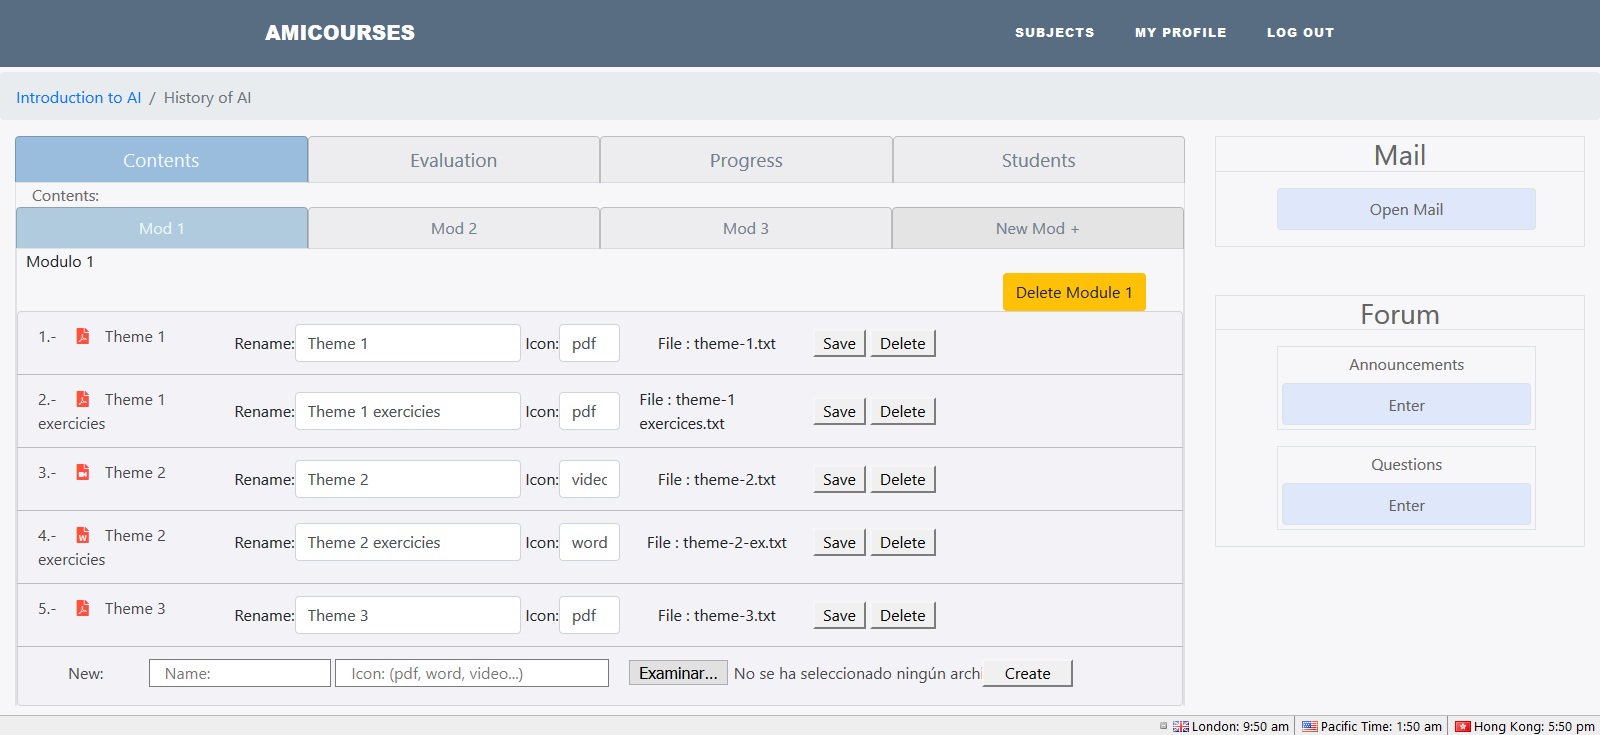 AMICOURSES
SUBJECTS MY PROFILE LOG OUT
Introduction to AI / History of AI
Contents Evaluation Progress Students
Contents:
Mod 1 Mod 2 Mod 3 New Mod +
Modulo 1
Delete Module 1
1.- Theme 1 Rename: Theme 1 Icon: pdf File : theme-1.txt Save Delete
2.- Theme 1
exercicies
Rename: Theme 1 exercicies Icon: pdf
File : theme-1
exercices.txt
Save Delete
3.- Theme 2 Rename: Theme 2 Icon: videc File : theme-2.txt Save Delete
4.- Theme 2
exercicies
Rename: Theme 2 exercicies Icon: word File : theme-2-ex.txt Save Delete
5.- Theme 3 Rename: Theme 3 Icon: pdf File : theme-3.txt Save Delete
New: Name: Icon: (pdf, word, video...) Examinar... No se ha seleccionado ningún archi Create
Mail
Open Mail
Forum
Announcements
Enter
Questions
Enter
London: 9:50 am Pacific Time: 1:50 am Hong Kong: 5:50 pm